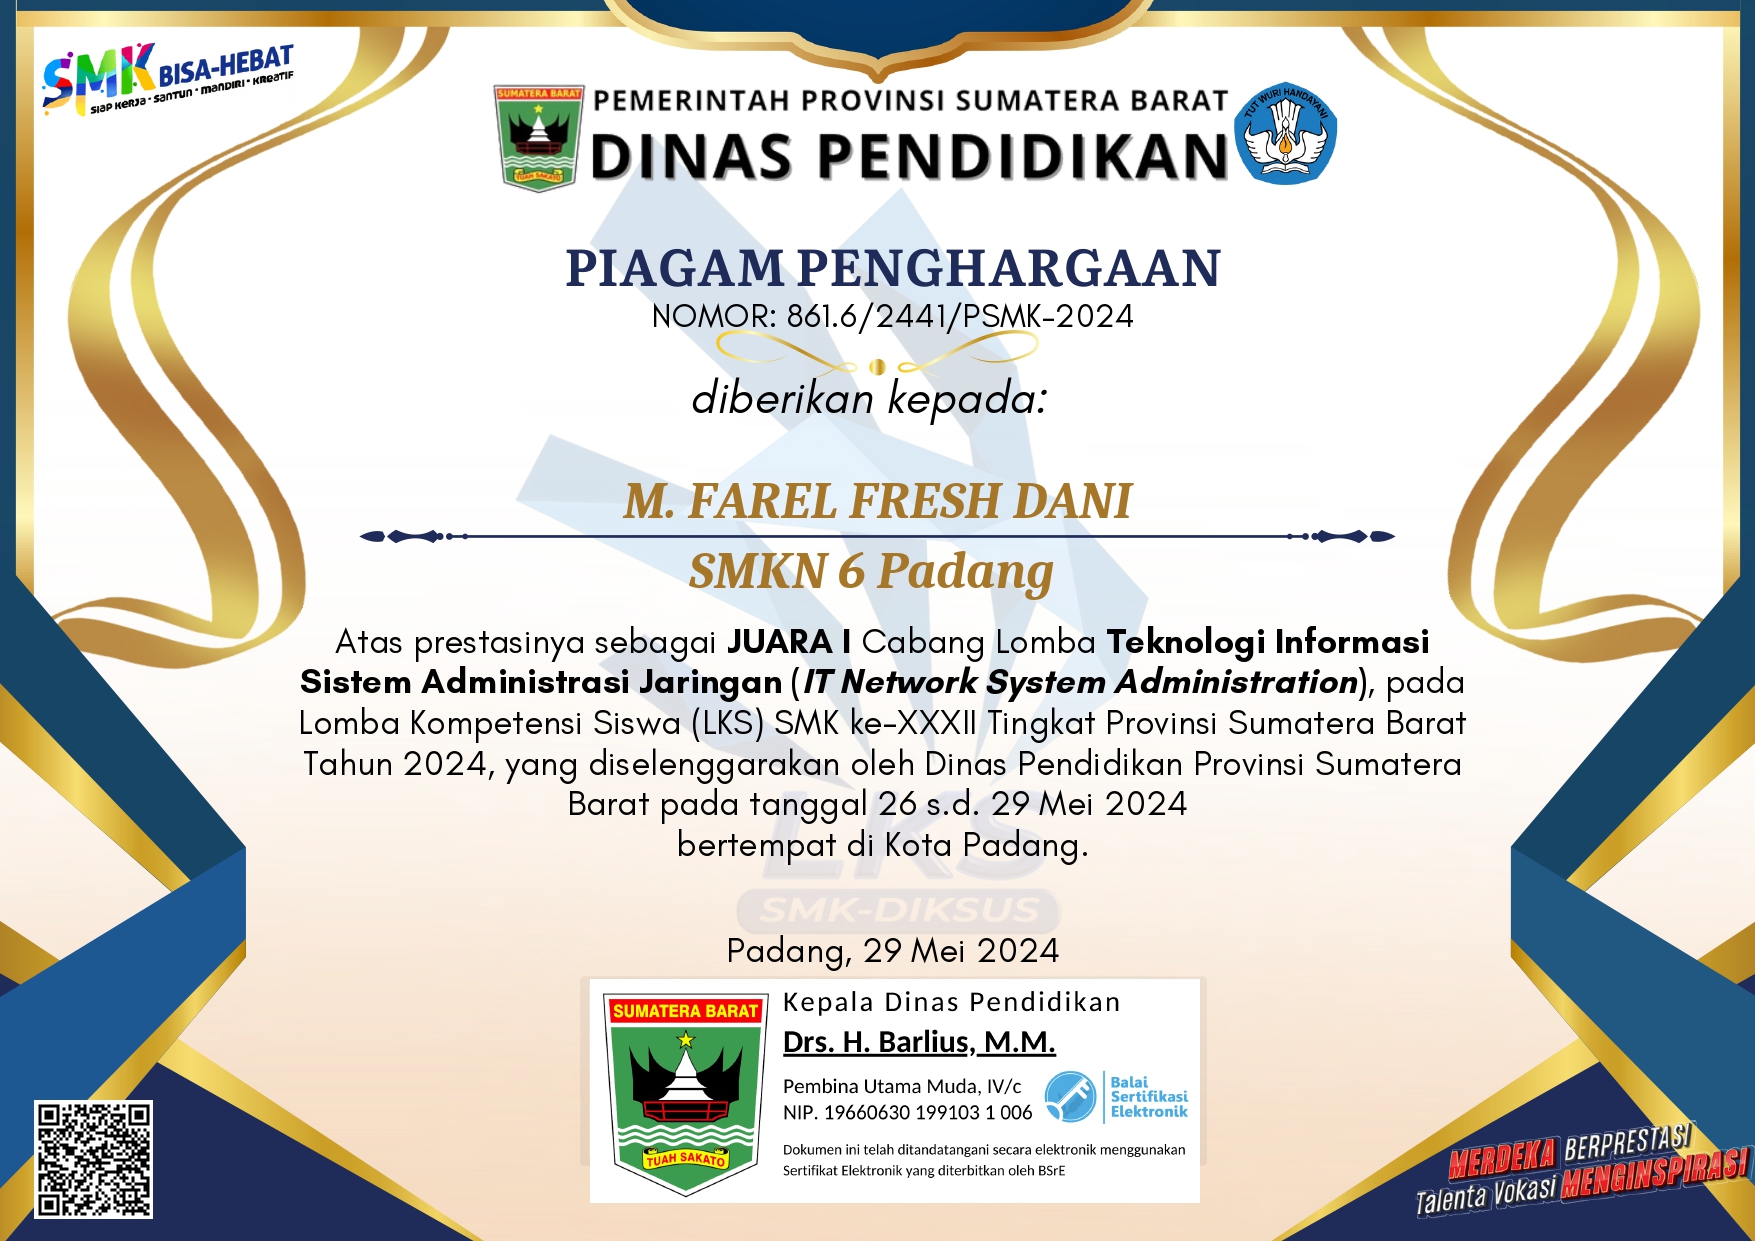 SMK BISA-HEBAT
SIAP KERJA • SANTUN • MANDIRI • KREATIF
SUMATERA BARAT
TUAH SAKATO
PEMERINTAH PROVINSI SUMATERA BARAT
DINAS PENDIDIKAN
TUT WURI HANDAYANI
PIAGAM PENGHARGAAN
NOMOR: 861.6/2441/PSMK-2024
diberikan kepada:
M. FAREL FRESH DANI
SMKN 6 Padang
Atas prestasinya sebagai JUARA I Cabang Lomba Teknologi Informasi
Sistem Administrasi Jaringan (IT Network System Administration), pada
Lomba Kompetensi Siswa (LKS) SMK ke-XXXII Tingkat Provinsi Sumatera Barat
Tahun 2024, yang diselenggarakan oleh Dinas Pendidikan Provinsi Sumatera
Barat pada tanggal 26 s.d. 29 Mei 2024
bertempat di Kota Padang.
LKS
SMK-DIKSUS
Padang, 29 Mei 2024
SUMATERA BARAT
TUAH SAKATO
Kepala Dinas Pendidikan
Drs. H. Barlius, M.M.
Pembina Utama Muda, IV/c
NIP. 19660630 199103 1 006
Balai
Sertifikasi
Elektronik
Dokumen ini telah ditandatangani secara elektronik menggunakan
Sertifikat Elektronik yang diterbitkan oleh BSrE
MERDEKA BERPRESTASI
Talenta Vokasi MENGINSPIRASI